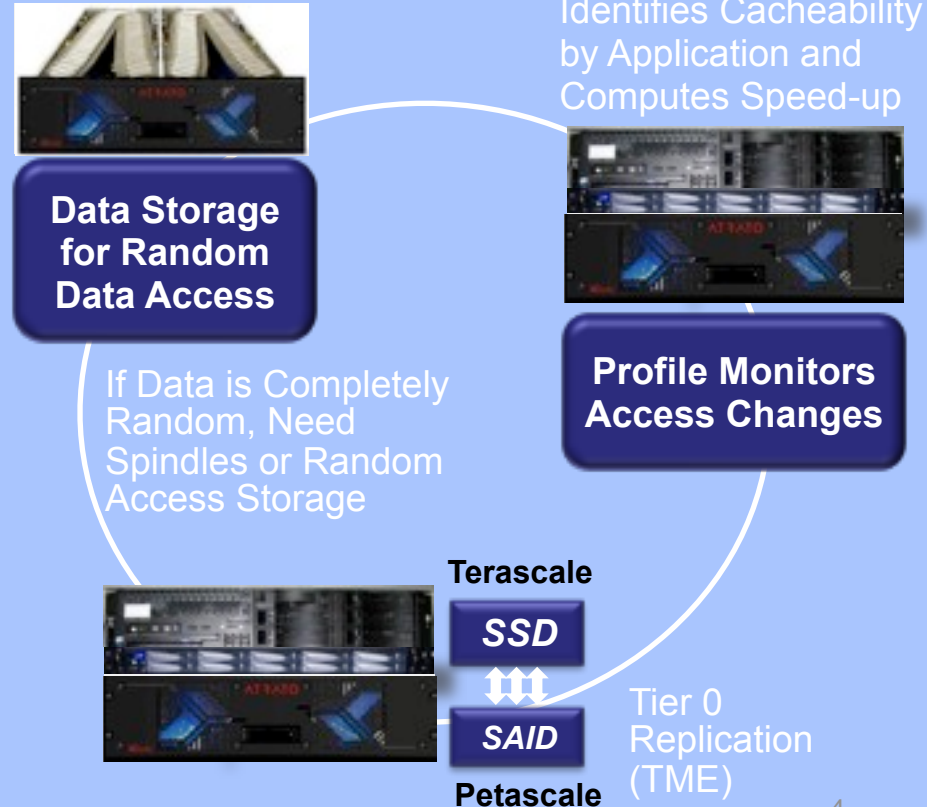 Identifies Cacheability
by Application and
Computes Speed-up
Data Storage
for Random
Data Access
Profile Monitors
Access Changes
If Data is Completely
Random, Need
Spindles or Random
Access Storage
Terascale
SSD
SAID
Petascale
Tier 0
Replication
(TME)